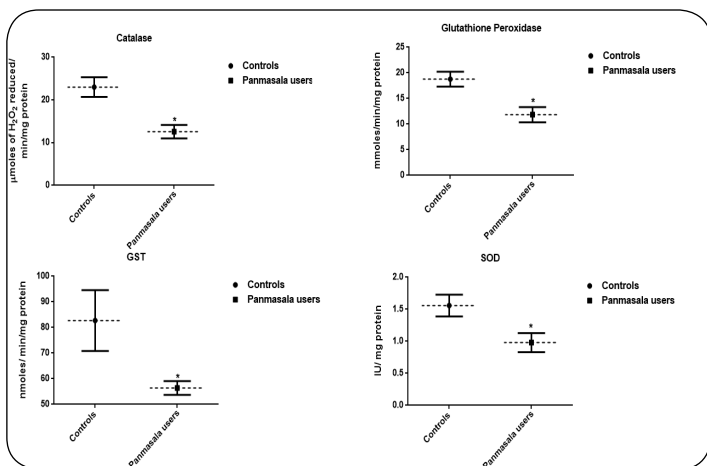 Catalase
μmoles of H₂O₂ reduced/
min/mg protein
30
20
10
0
*
Controls
Panmasala users
Controls
Panmasala users
Glutathione Peroxidase
mmoles/min/mg protein
25
20
15
10
5
0
*
Controls
Panmasala users
Controls
Panmasala users
GST
nmoles/ min/mg protein
100
90
80
70
60
50
*
Controls
Panmasala users
Controls
Panmasala users
SOD
IU/ mg protein
2.0
1.5
1.0
0.5
0.0
*
Controls
Panmasala users
Controls
Panmasala users